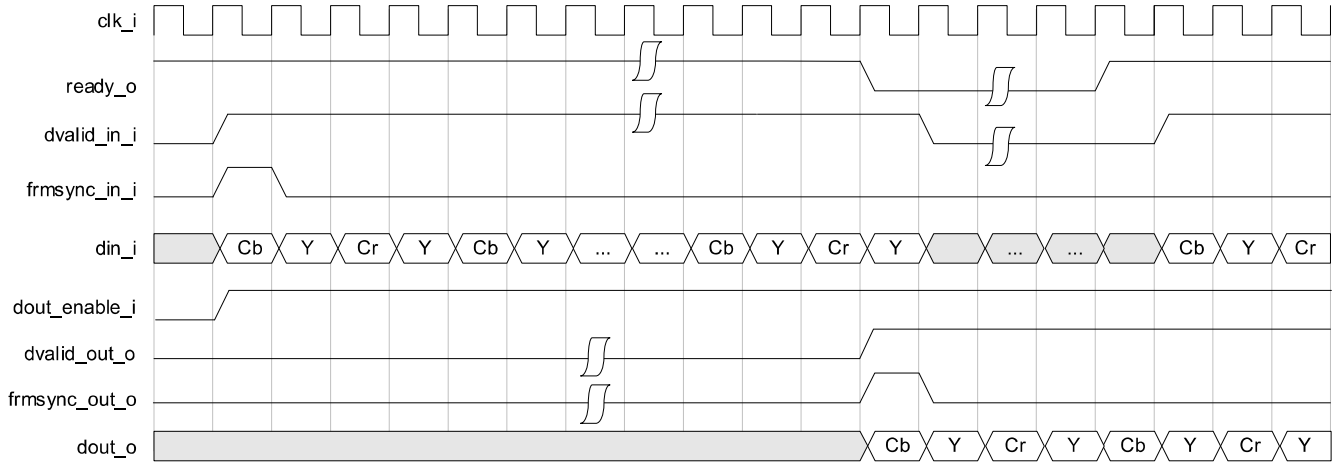 clk_i
ready_o
dvalid_in_i
frmsync_in_i
din_i Cb Y Cr Y Cb Y ... ... Cb Y Cr Y ... ... Cb Y Cr
dout_enable_i
dvalid_out_o
frmsync_out_o
dout_o Cb Y Cr Y Cb Y Cr Y